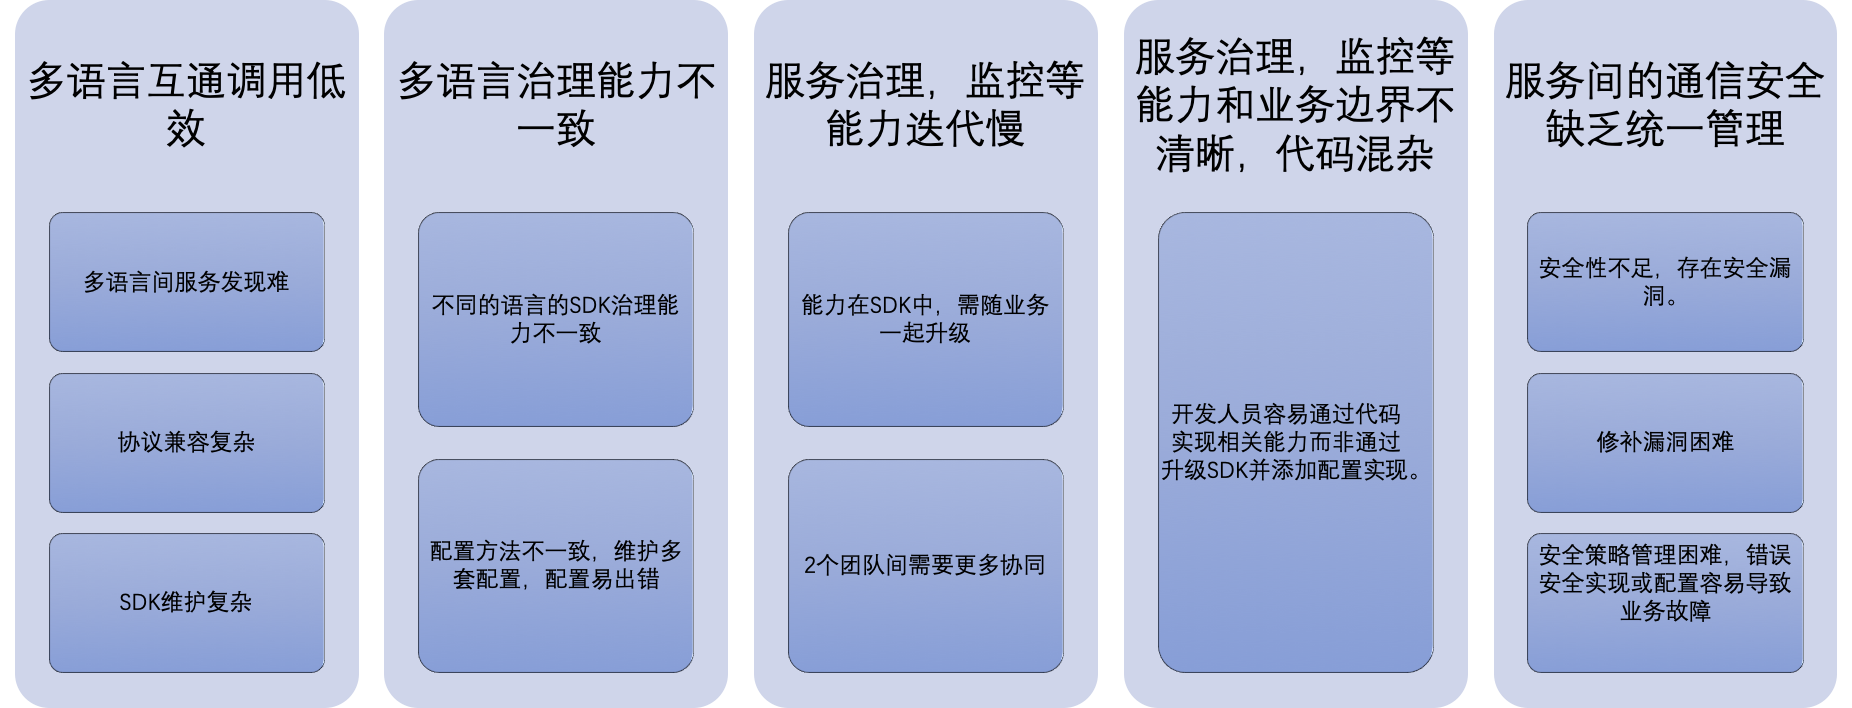 多语言互通调用低
效
多语言间服务发现难
协议兼容复杂
SDK维护复杂
多语言治理能力不
一致
不同的语言的SDK治理能
力不一致
配置方法不一致，维护多
套配置，配置易出错
服务治理，监控等
能力迭代慢
能力在SDK中，需随业务
一起升级
2个团队间需要更多协同
服务治理，监控等
能力和业务边界不
清晰，代码混杂
开发人员容易通过代码
实现相关能力而非通过
升级SDK并添加配置实现。
服务间的通信安全
缺乏统一管理
安全性不足，存在安全漏
洞。
修补漏洞困难
安全策略管理困难，错误
安全实现或配置容易导致
业务故障